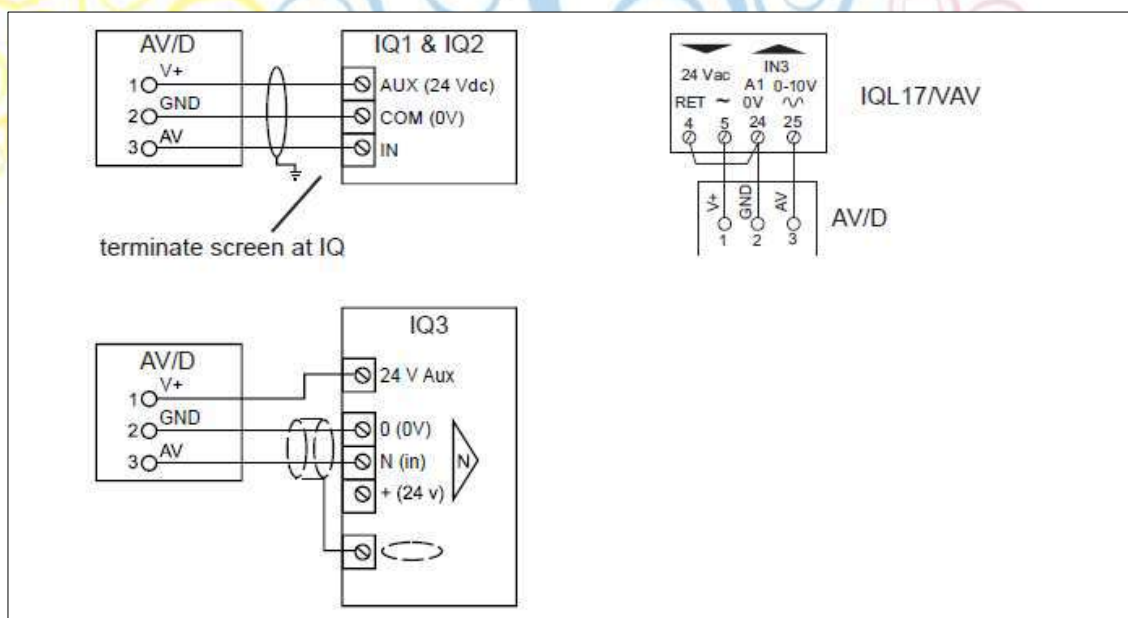 AV/D
1 V+
2 GND
3 AV
IQ1 & IQ2
AUX (24 Vdc)
COM (0V)
IN
terminate screen at IQ
24 Vac IN3
A1 0-10V
RET ~ 0V
4 5 24 25
IQL17/VAV
V+ GND AV
1 2 3
AV/D
AV/D
1 V+
2 GND
3 AV
IQ3
24 V Aux
0 (0V)
N (in)
+ (24 v)
N